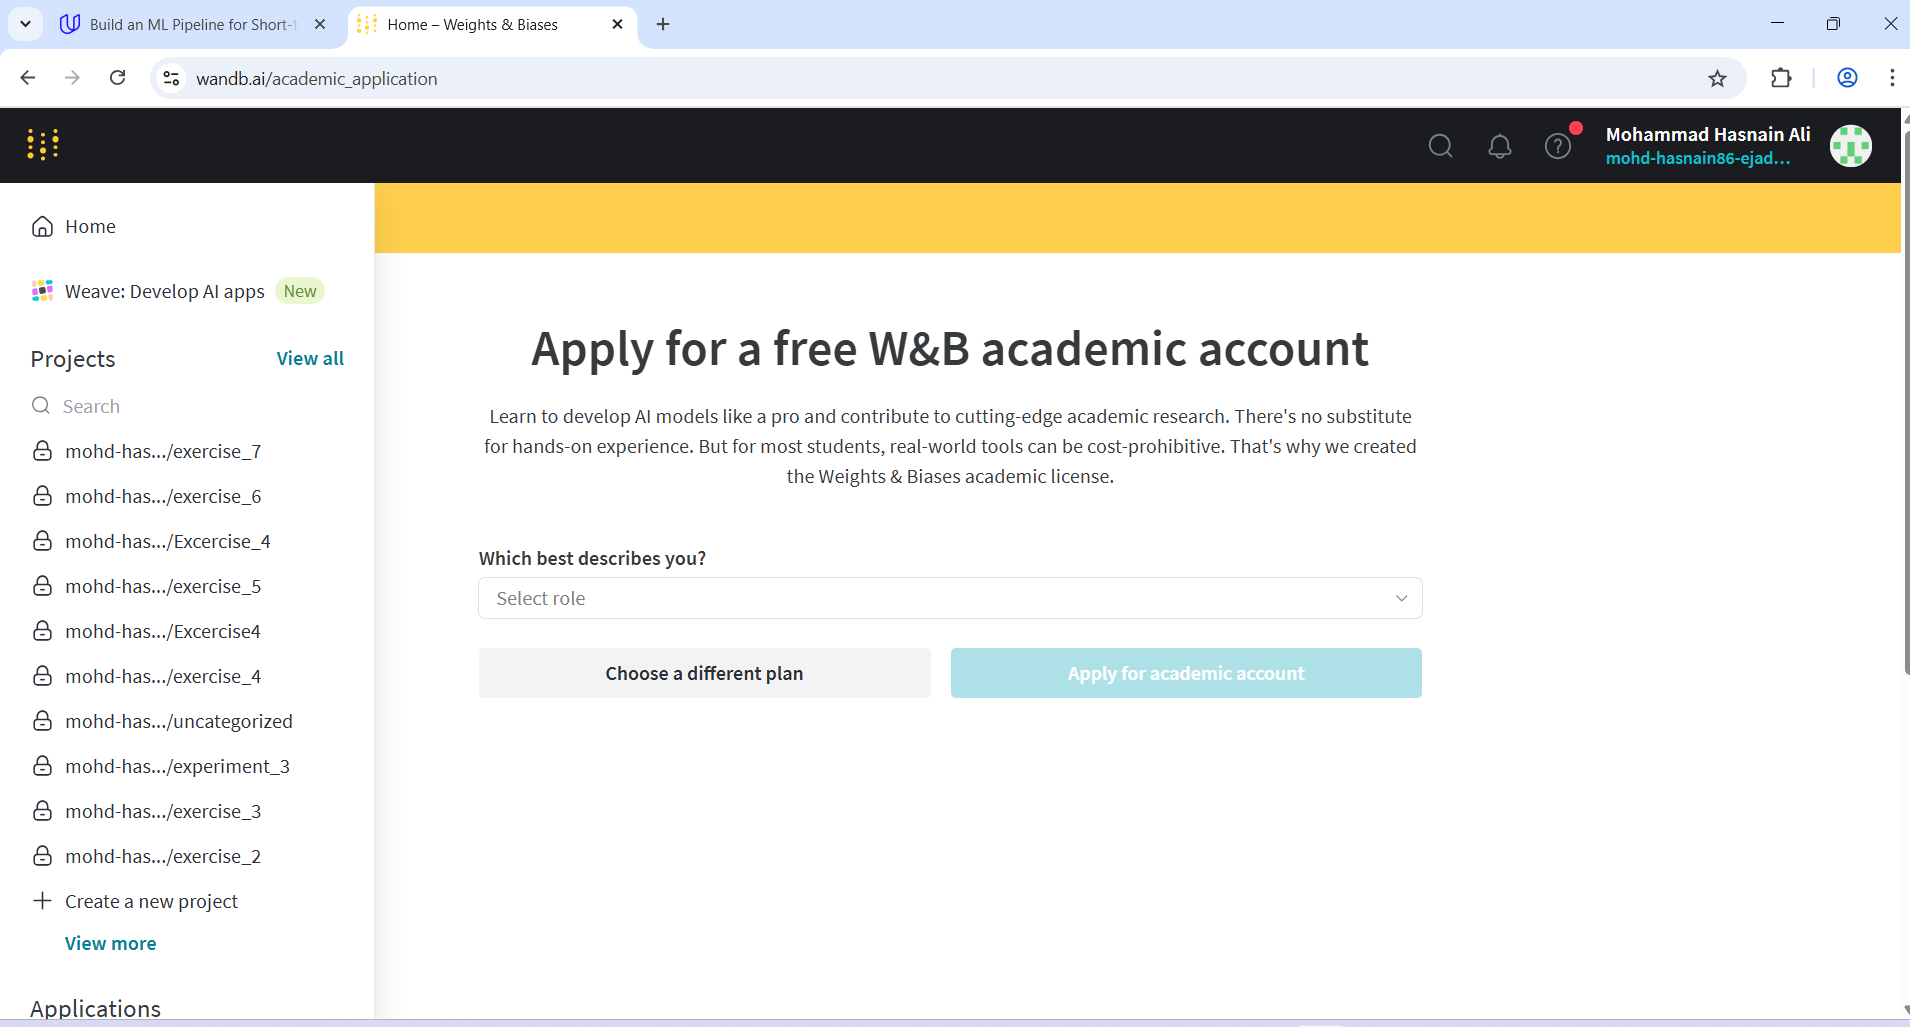 Build an ML Pipeline for Short-t
Home – Weights & Biases
wandb.ai/academic_application
Mohammad Hasnain Ali
mohd-hasnain86-ejad...
Home
Weave: Develop AI apps New
Projects View all
Search
mohd-has.../exercise_7
mohd-has.../exercise_6
mohd-has.../Excercise_4
mohd-has.../exercise_5
mohd-has.../Excercise4
mohd-has.../exercise_4
mohd-has.../uncategorized
mohd-has.../experiment_3
mohd-has.../exercise_3
mohd-has.../exercise_2
Create a new project
View more
Applications
Apply for a free W&B academic account
Learn to develop AI models like a pro and contribute to cutting-edge academic research. There's no substitute
for hands-on experience. But for most students, real-world tools can be cost-prohibitive. That's why we created
the Weights & Biases academic license.
Which best describes you?
Select role
Choose a different plan
Apply for academic account